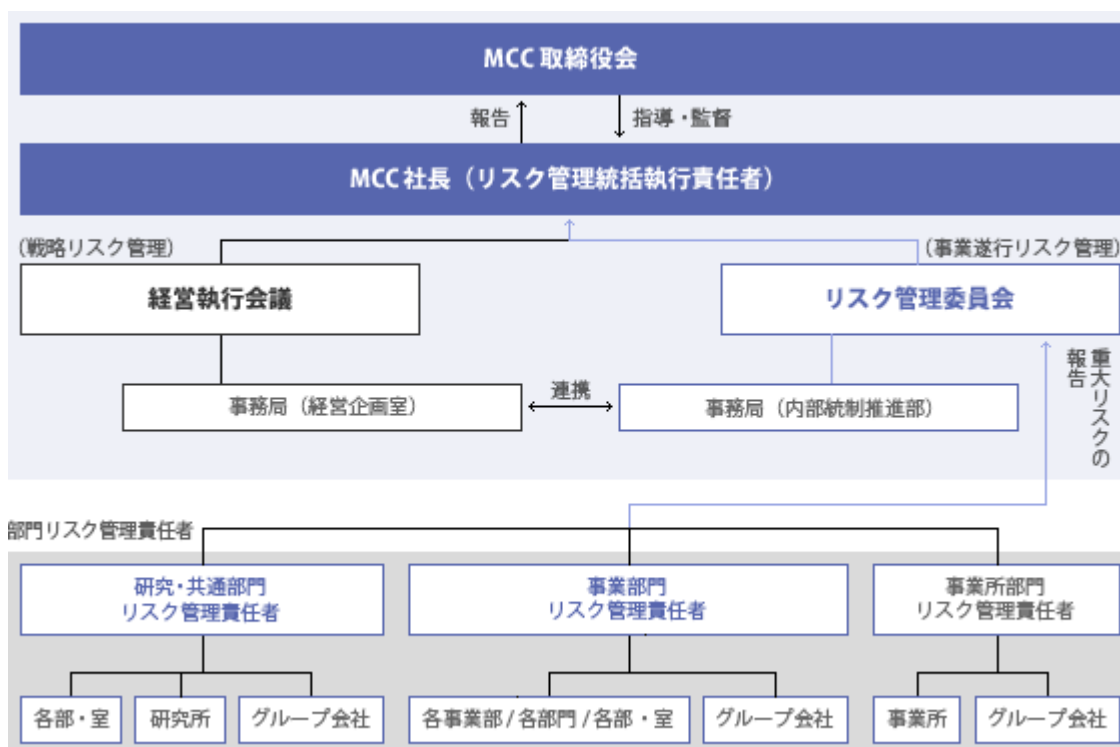 MCC 取締役会
報告
指導・監督
MCC 社長（リスク管理統括執行責任者）
(戦略リスク管理)
(事業遂行リスク管理)
経営執行会議
リスク管理委員会
事務局（経営企画室）
連携
事務局（内部統制推進部）
重大リスクの
報告
部門リスク管理責任者
研究・共通部門
リスク管理責任者
事業部門
リスク管理責任者
事業所部門
リスク管理責任者
各部・室
研究所
グループ会社
各事業部 / 各部門 / 各部・室
グループ会社
事業所
グループ会社